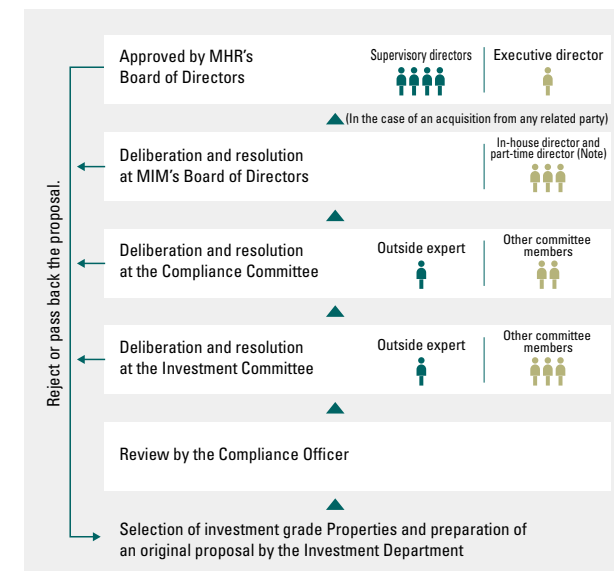 Approved by MHR's
Board of Directors
Supervisory directors
Executive director
(In the case of an acquisition from any related party)
Deliberation and resolution
at MIM's Board of Directors
In-house director and
part-time director (Note)
Deliberation and resolution
at the Compliance Committee
Outside expert
Other committee
members
Deliberation and resolution
at the Investment Committee
Outside expert
Other committee
members
Review by the Compliance Officer
Selection of investment grade Properties and preparation of
an original proposal by the Investment Department
Reject or pass back the proposal.